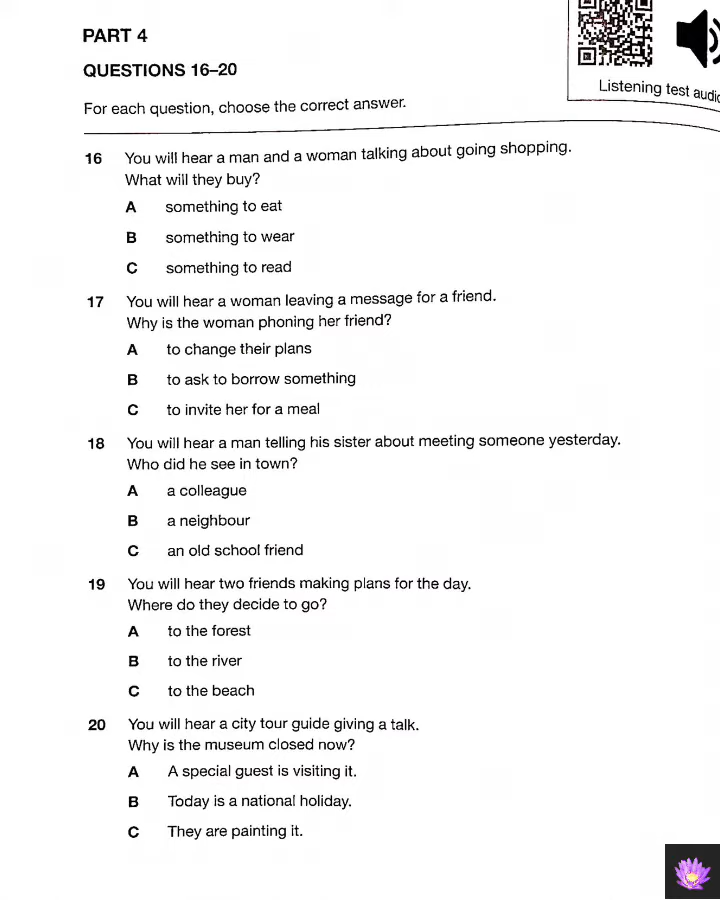 PART 4
QUESTIONS 16–20
Listening test audio
For each question, choose the correct answer.
16 You will hear a man and a woman talking about going shopping.
What will they buy?
A something to eat
B something to wear
C something to read
17 You will hear a woman leaving a message for a friend.
Why is the woman phoning her friend?
A to change their plans
B to ask to borrow something
C to invite her for a meal
18 You will hear a man telling his sister about meeting someone yesterday.
Who did he see in town?
A a colleague
B a neighbour
C an old school friend
19 You will hear two friends making plans for the day.
Where do they decide to go?
A to the forest
B to the river
C to the beach
20 You will hear a city tour guide giving a talk.
Why is the museum closed now?
A A special guest is visiting it.
B Today is a national holiday.
C They are painting it.